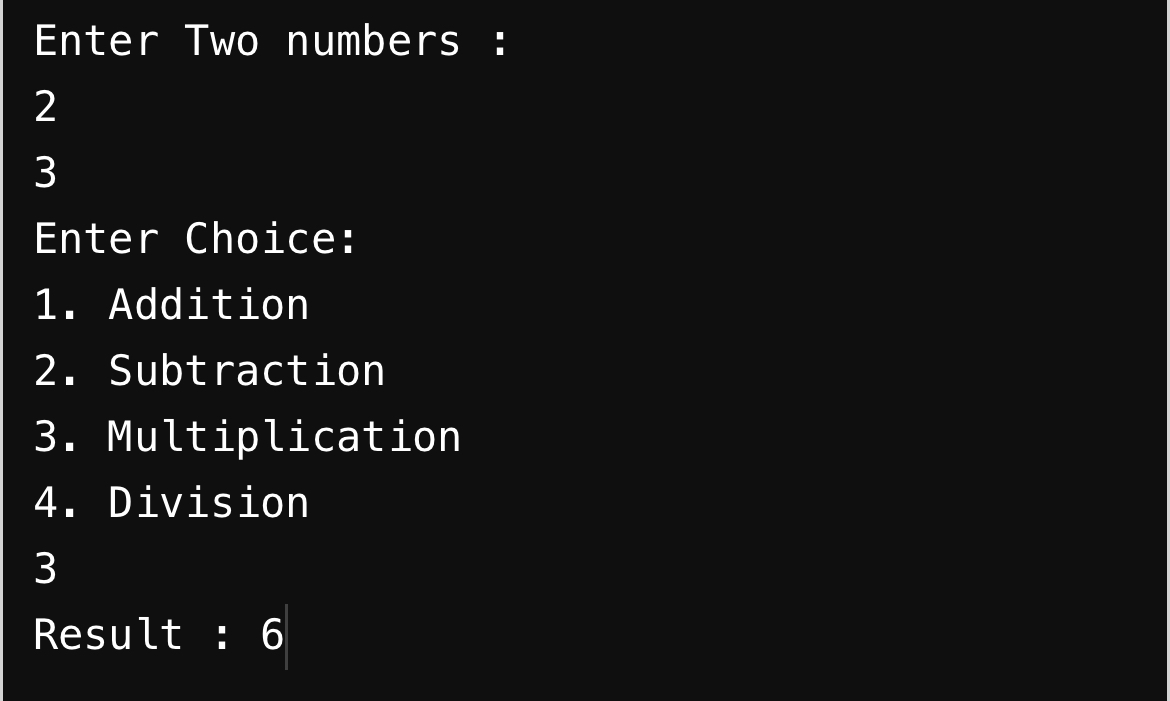 Enter Two numbers :
2
3
Enter Choice:
1. Addition
2. Subtraction
3. Multiplication
4. Division
3
Result : 6